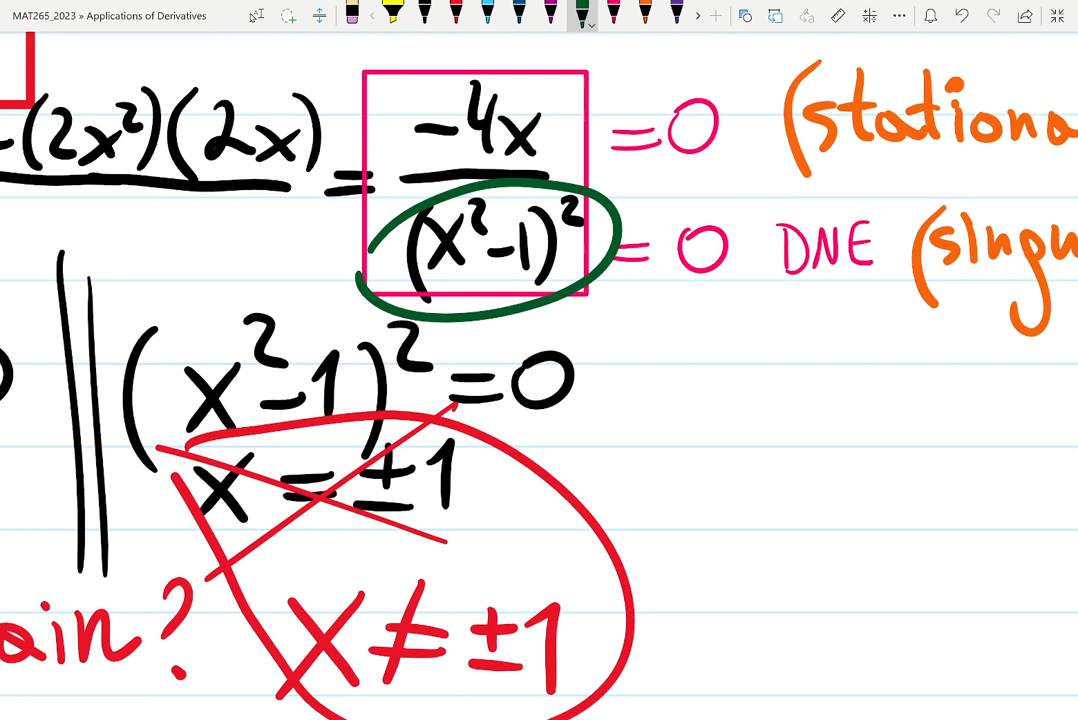 MAT265_2023 » Applications of Derivatives
-(2x²)(2x) = -4x / (x²-1)²
= 0 (stationa
= 0 DNE (singu
(x²-1)² = 0
x = ±1
ain? x ≠ ±1